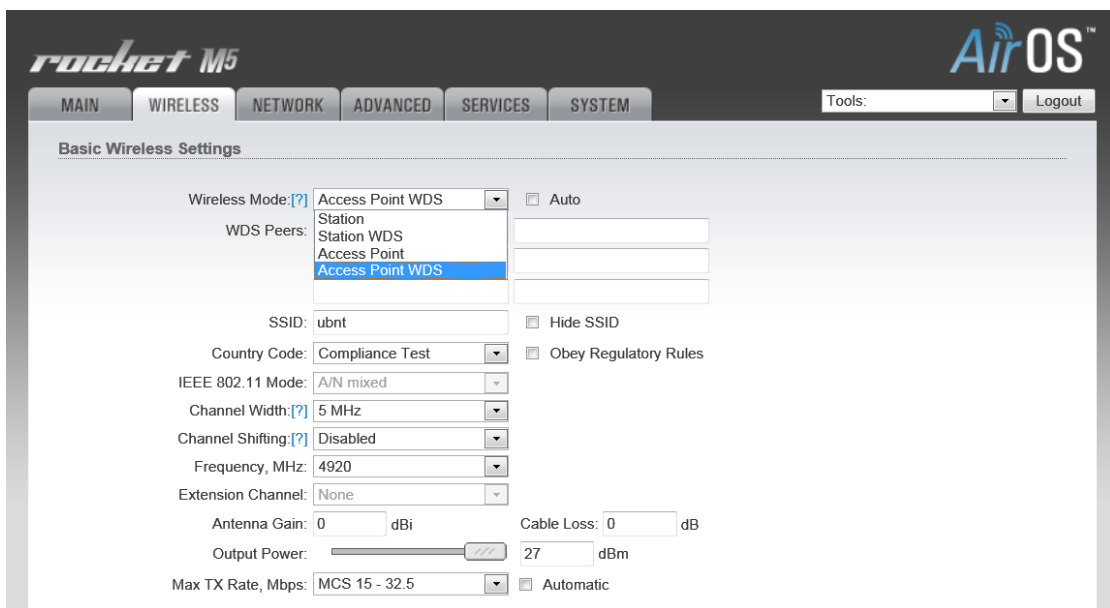 rocket M5
AirOS™
MAIN WIRELESS NETWORK ADVANCED SERVICES SYSTEM Tools: Logout
Basic Wireless Settings
Wireless Mode:[?] Access Point WDS Auto
Station
WDS Peers: Station WDS
Access Point
Access Point WDS
SSID: ubnt Hide SSID
Country Code: Compliance Test Obey Regulatory Rules
IEEE 802.11 Mode: A/N mixed
Channel Width:[?] 5 MHz
Channel Shifting:[?] Disabled
Frequency, MHz: 4920
Extension Channel: None
Antenna Gain: 0 dBi Cable Loss: 0 dB
Output Power: 27 dBm
Max TX Rate, Mbps: MCS 15 - 32.5 Automatic